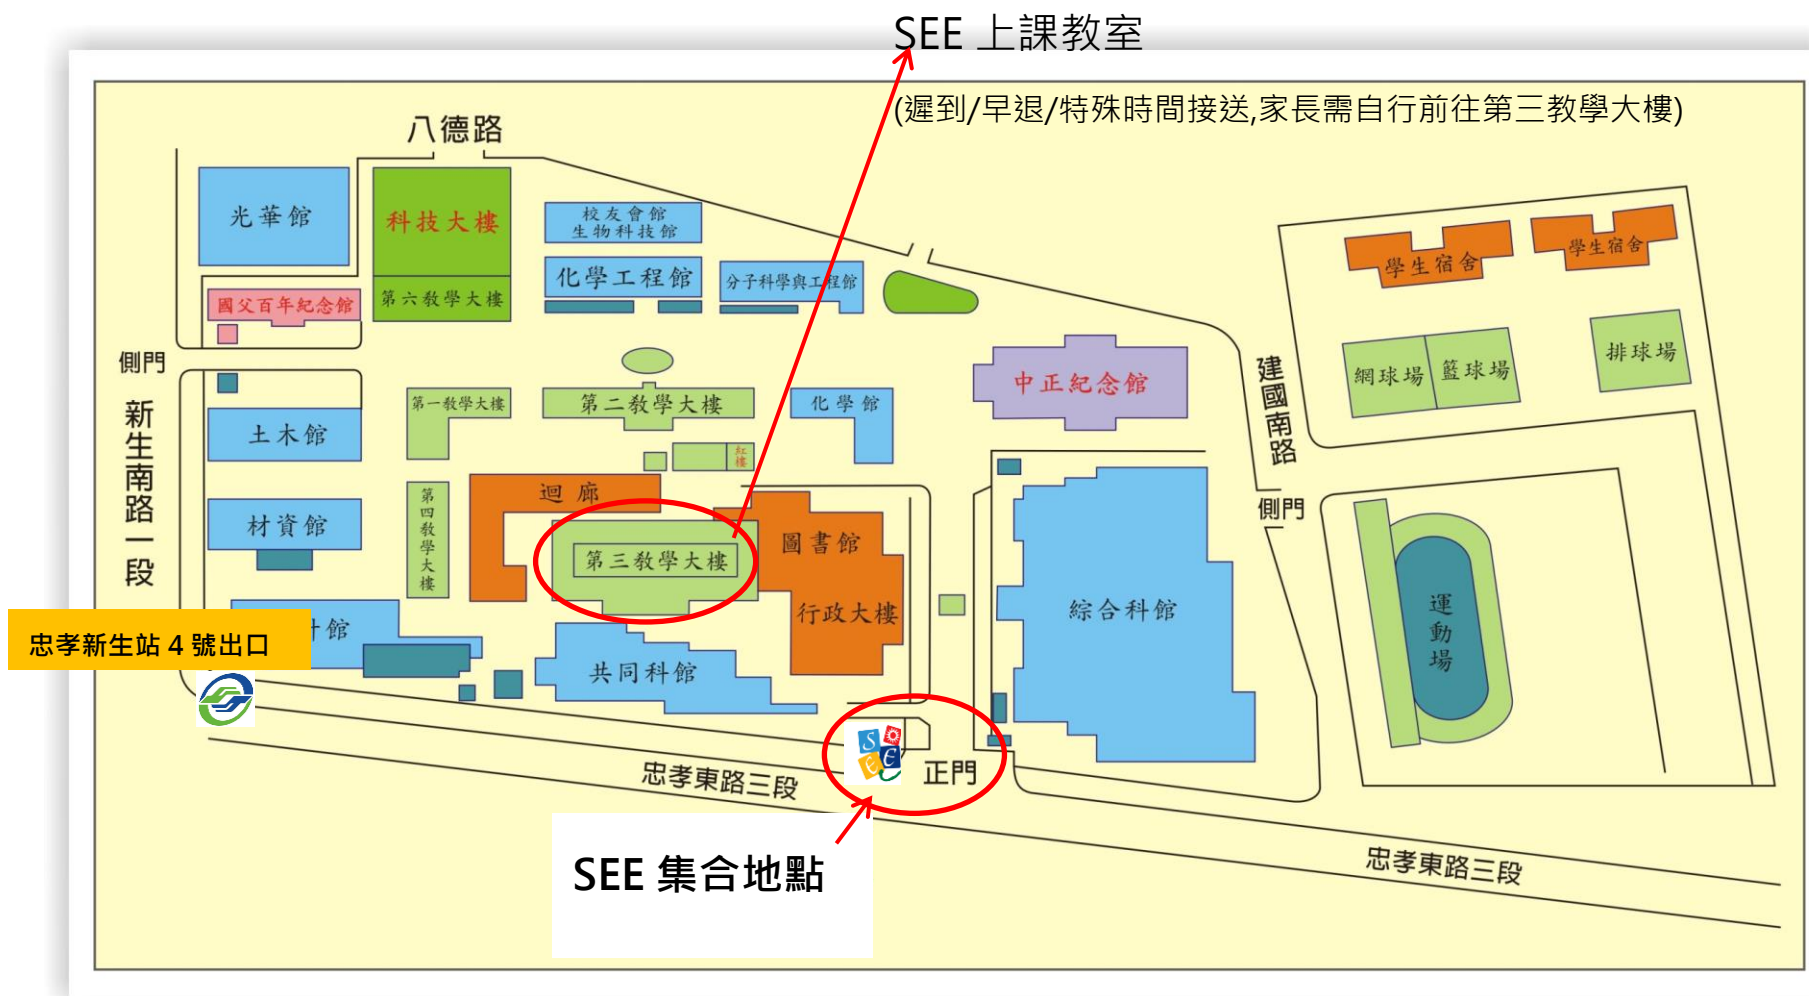 SEE 上課教室
(遲到/早退/特殊時間接送,家長需自行前往第三教學大樓)
八德路
光華館
科技大樓
校友會館
生物科技館
化學工程館
分子科學與工程館
國父百年紀念館
第六教學大樓
學生宿舍
學生宿舍
側門
新生南路一段
第一教學大樓
第二教學大樓
化學館
中正紀念館
建國南路
網球場
籃球場
排球場
土木館
紅樓
迴廊
第四教學大樓
材資館
第三教學大樓
圖書館
行政大樓
側門
綜合科館
運動場
忠孝新生站 4 號出口
計館
共同科館
SEE
正門
忠孝東路三段
SEE 集合地點
忠孝東路三段